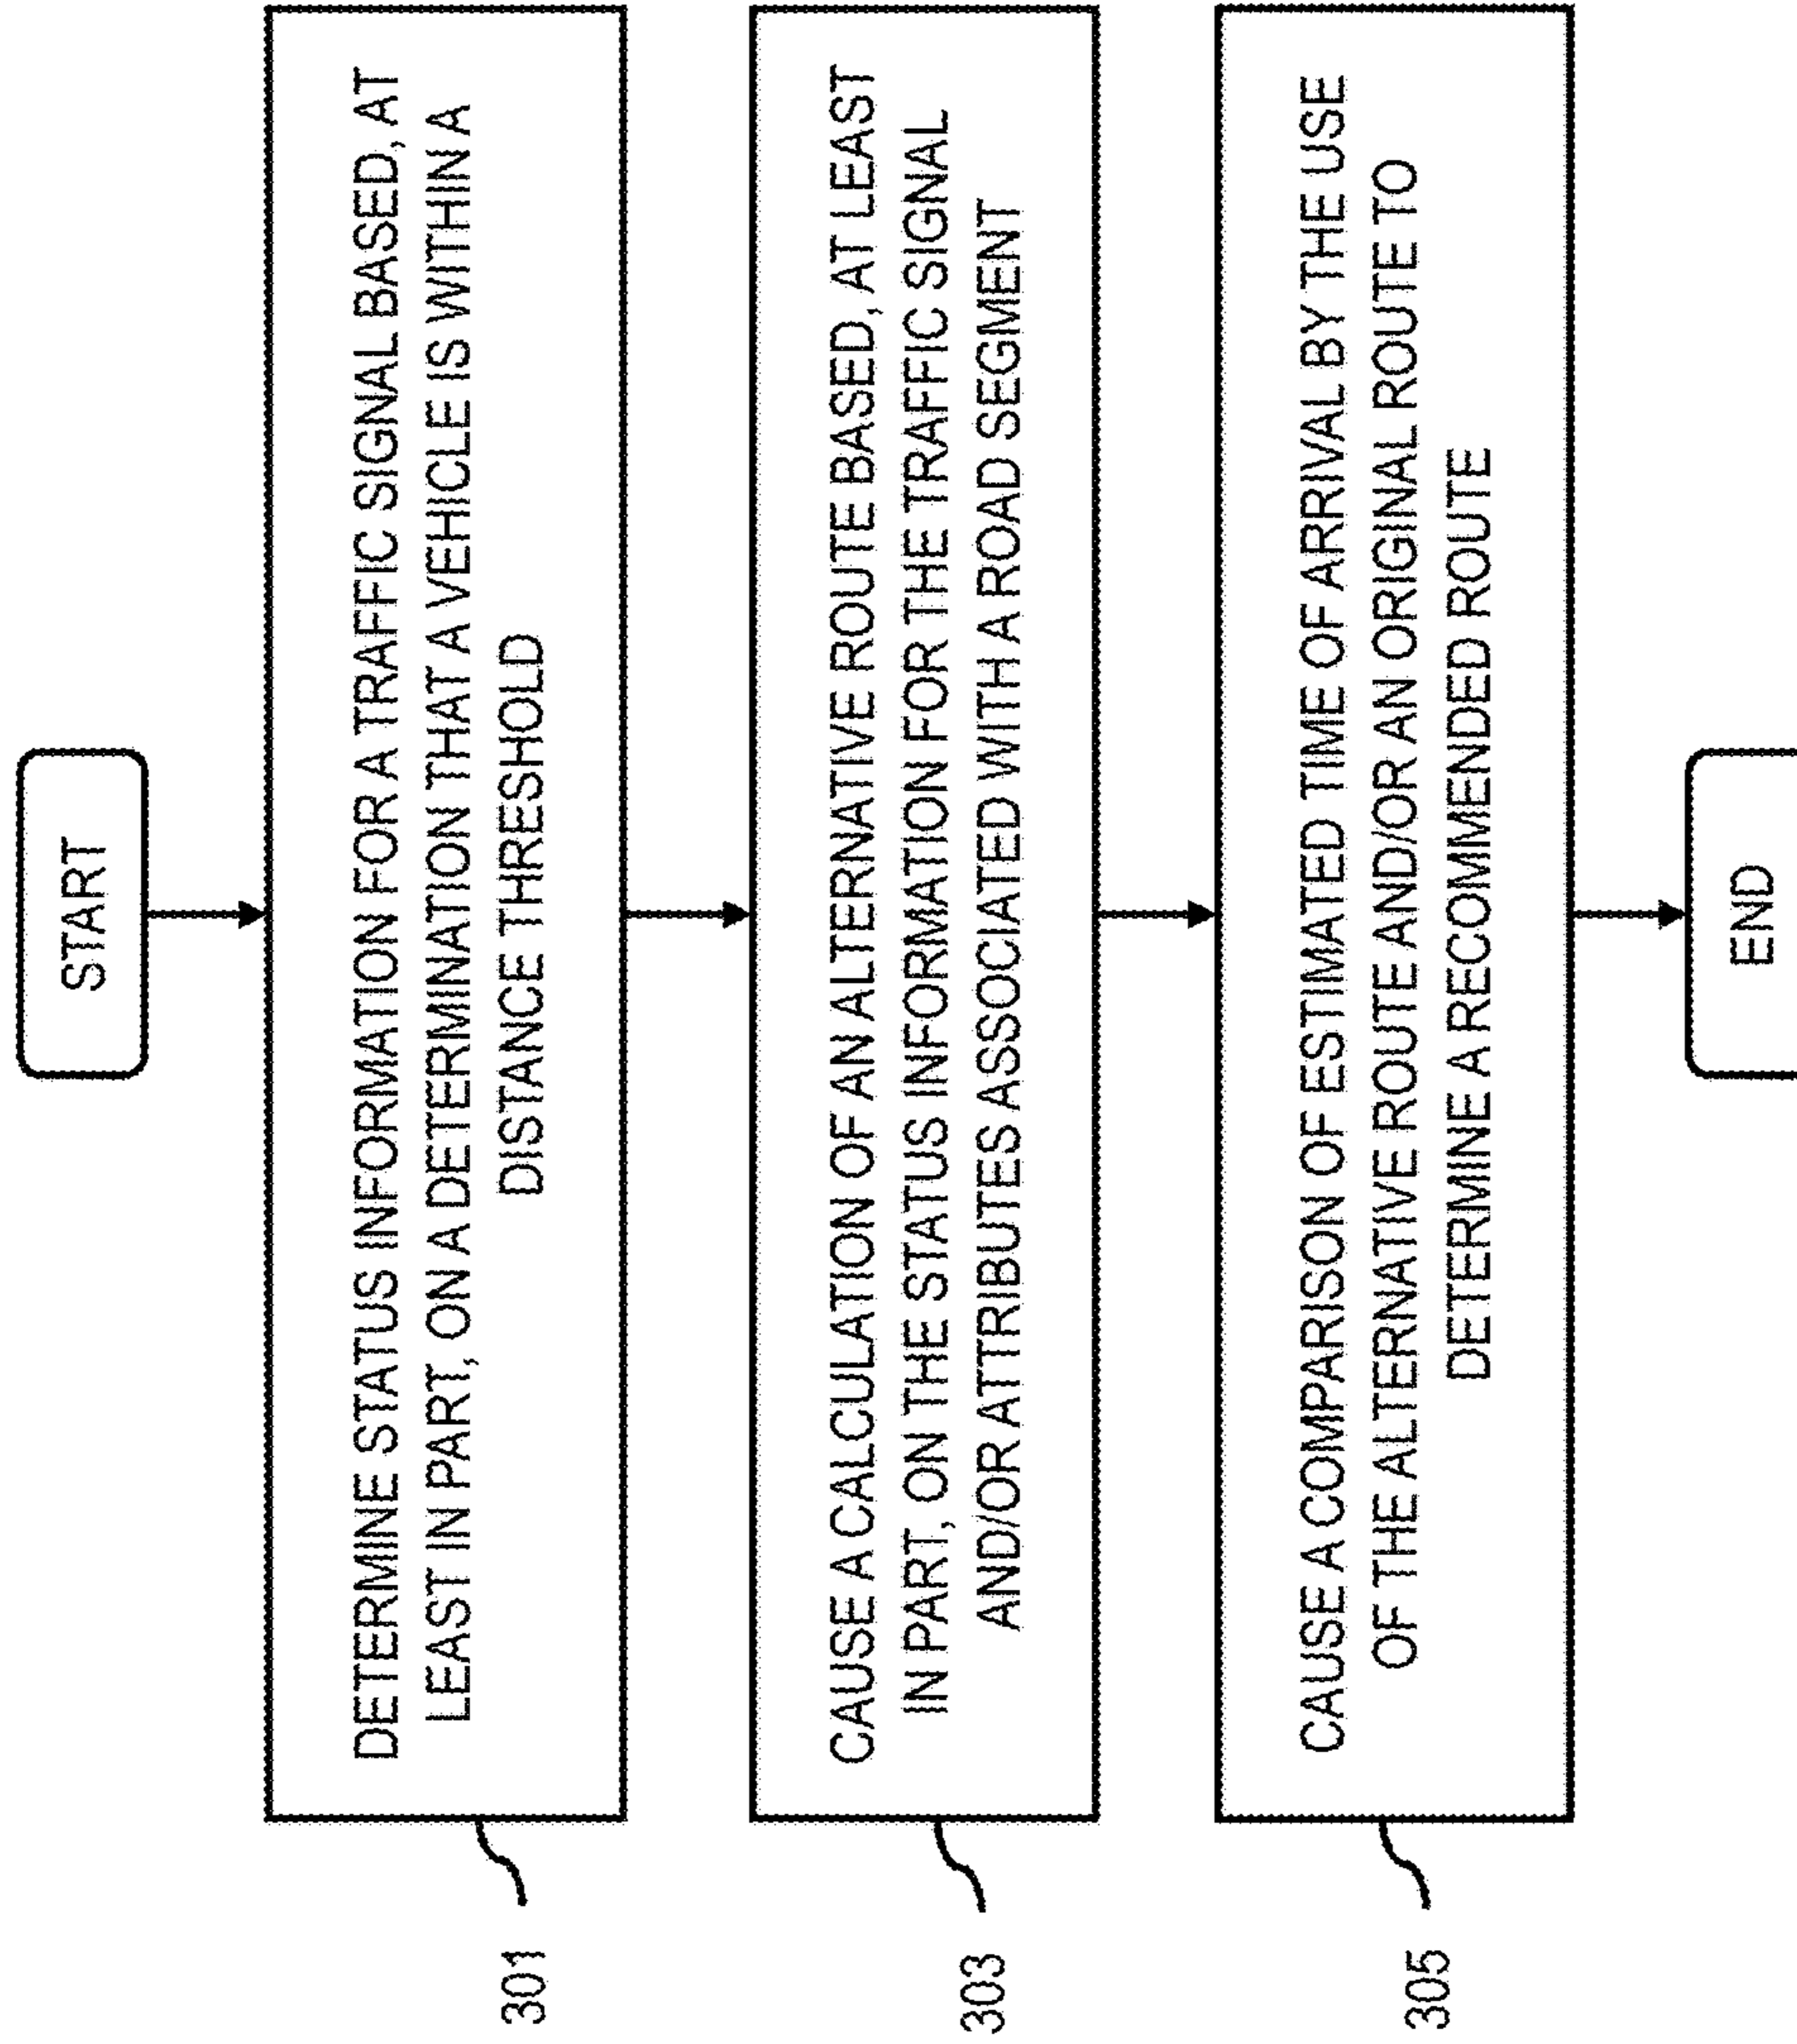 START
DETERMINE STATUS INFORMATION FOR A TRAFFIC SIGNAL BASED, AT
LEAST IN PART, ON A DETERMINATION THAT A VEHICLE IS WITHIN A
DISTANCE THRESHOLD
301
CAUSE A CALCULATION OF AN ALTERNATIVE ROUTE BASED, AT LEAST
IN PART, ON THE STATUS INFORMATION FOR THE TRAFFIC SIGNAL
AND/OR ATTRIBUTES ASSOCIATED WITH A ROAD SEGMENT
303
CAUSE A COMPARISON OF ESTIMATED TIME OF ARRIVAL BY THE USE
OF THE ALTERNATIVE ROUTE AND/OR AN ORIGINAL ROUTE TO
DETERMINE A RECOMMENDED ROUTE
305
END